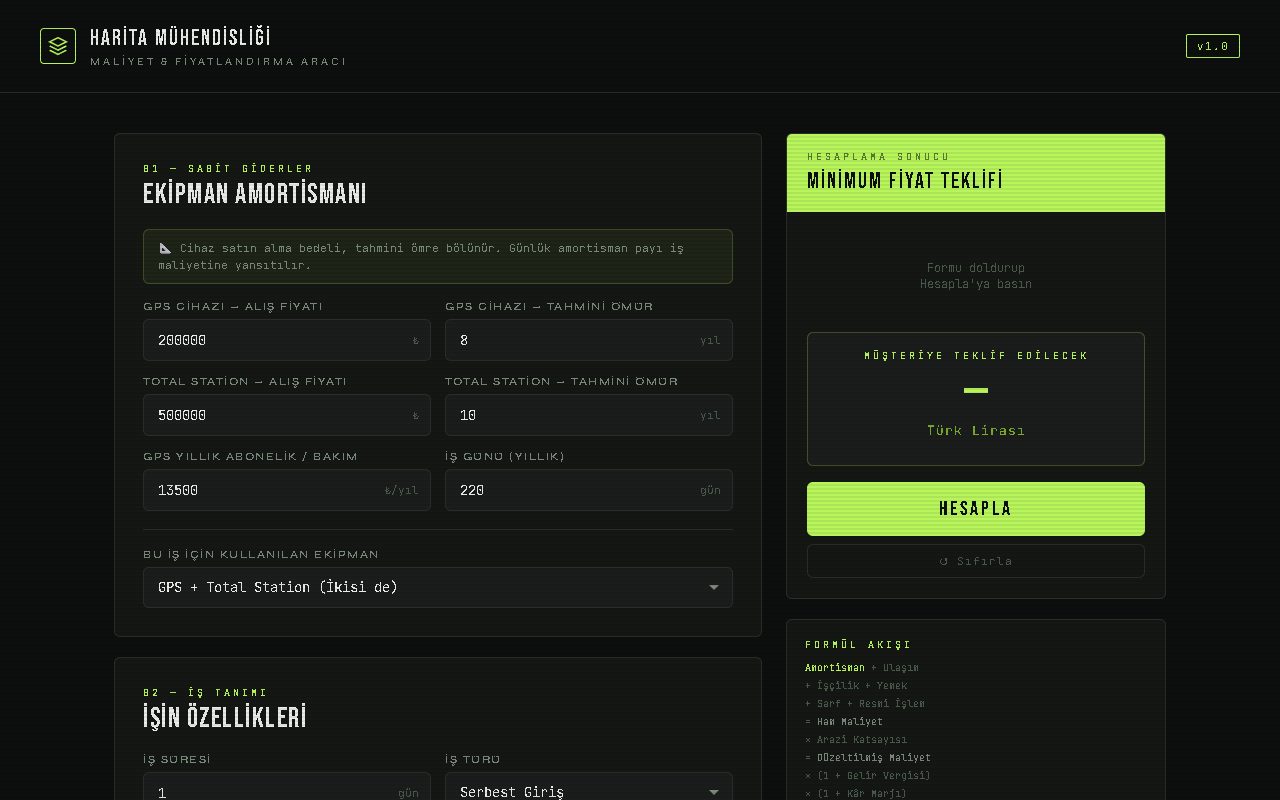 HARİTA MÜHENDİSLİĞİ
MALİYET & FİYATLANDIRMA ARACI
v1.0
01 — SABİT GİDERLER
EKİPMAN AMORTİSMANI
📐 Cihaz satın alma bedeli, tahmini ömre bölünür. Günlük amortisman payı iş
maliyetine yansıtılır.
GPS CİHAZI — ALIŞ FİYATI
GPS CİHAZI — TAHMİNİ ÖMÜR
200000 ₺
8 yıl
TOTAL STATION — ALIŞ FİYATI
TOTAL STATION — TAHMİNİ ÖMÜR
500000 ₺
10 yıl
GPS YILLIK ABONELİK / BAKIM
İŞ GÜNÜ (YILLIK)
13500 ₺/yıl
220 gün
BU İŞ İÇİN KULLANILAN EKİPMAN
GPS + Total Station (İkisi de)
02 — İŞ TANIMI
İŞİN ÖZELLİKLERİ
İŞ SÜRESİ
İŞ TÜRÜ
1 gün
Serbest Giriş
HESAPLAMA SONUCU
MİNİMUM FİYAT TEKLİFİ
Formu doldurup
Hesapla'ya basın
MÜŞTERİYE TEKLİF EDİLECEK
—
Türk Lirası
HESAPLA
↺ Sıfırla
FORMÜL AKIŞI
Amortisman + Ulaşım
+ İşçilik + Yemek
+ Sarf + Resmi İşlem
= Ham Maliyet
× Arazi Katsayısı
= Düzeltilmiş Maliyet
× (1 + Gelir Vergisi)
× (1 + Kâr Marjı)